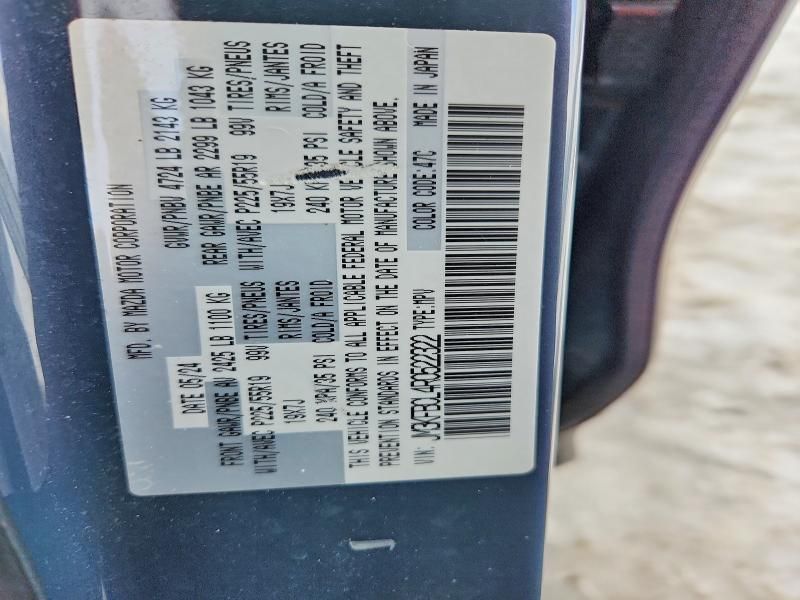 MFD. BY MAZDA MOTOR CORPORATION
DATE 05/24 GVWR/PNBV 4724 LB 2143 KG
FRONT GAWR/PNBE AV 2425 LB 1100 KG REAR GAWR/PNBE AR 2299 LB 1043 KG
WITH/AVEC P225/55R19 99V TIRES/PNEUS WITH/AVEC P225/55R19 99V TIRES/PNEUS
19X7J RIMS/JANTES 19X7J RIMS/JANTES
240 KPA/35 PSI COLD/A FROID 240 35 PSI COLD/A FROID
THIS VEHICLE CONFORMS TO ALL APPLICABLE FEDERAL MOTOR VEHICLE SAFETY AND THEFT
PREVENTION STANDARDS IN EFFECT ON THE DATE OF MANUFACTURE SHOWN ABOVE.
VIN: TYPE:MPV COLOR CODE:47C MADE IN JAPAN